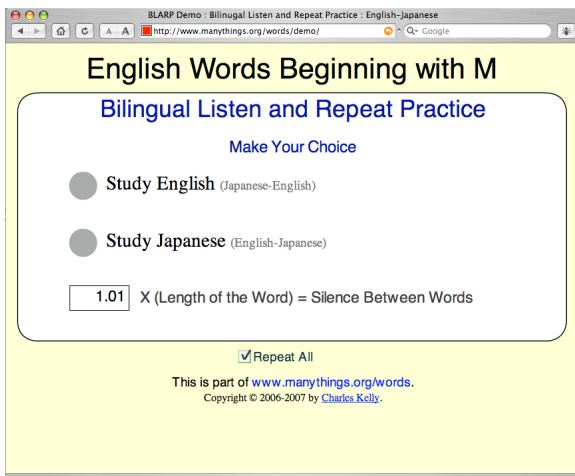 BLARP Demo : Bilinugal Listen and Repeat Practice : English-Japanese
A A http://www.manythings.org/words/demo/ Google
English Words Beginning with M
Bilingual Listen and Repeat Practice
Make Your Choice
Study English (Japanese-English)
Study Japanese (English-Japanese)
1.01 X (Length of the Word) = Silence Between Words
Repeat All
This is part of www.manythings.org/words.
Copyright © 2006-2007 by Charles Kelly.